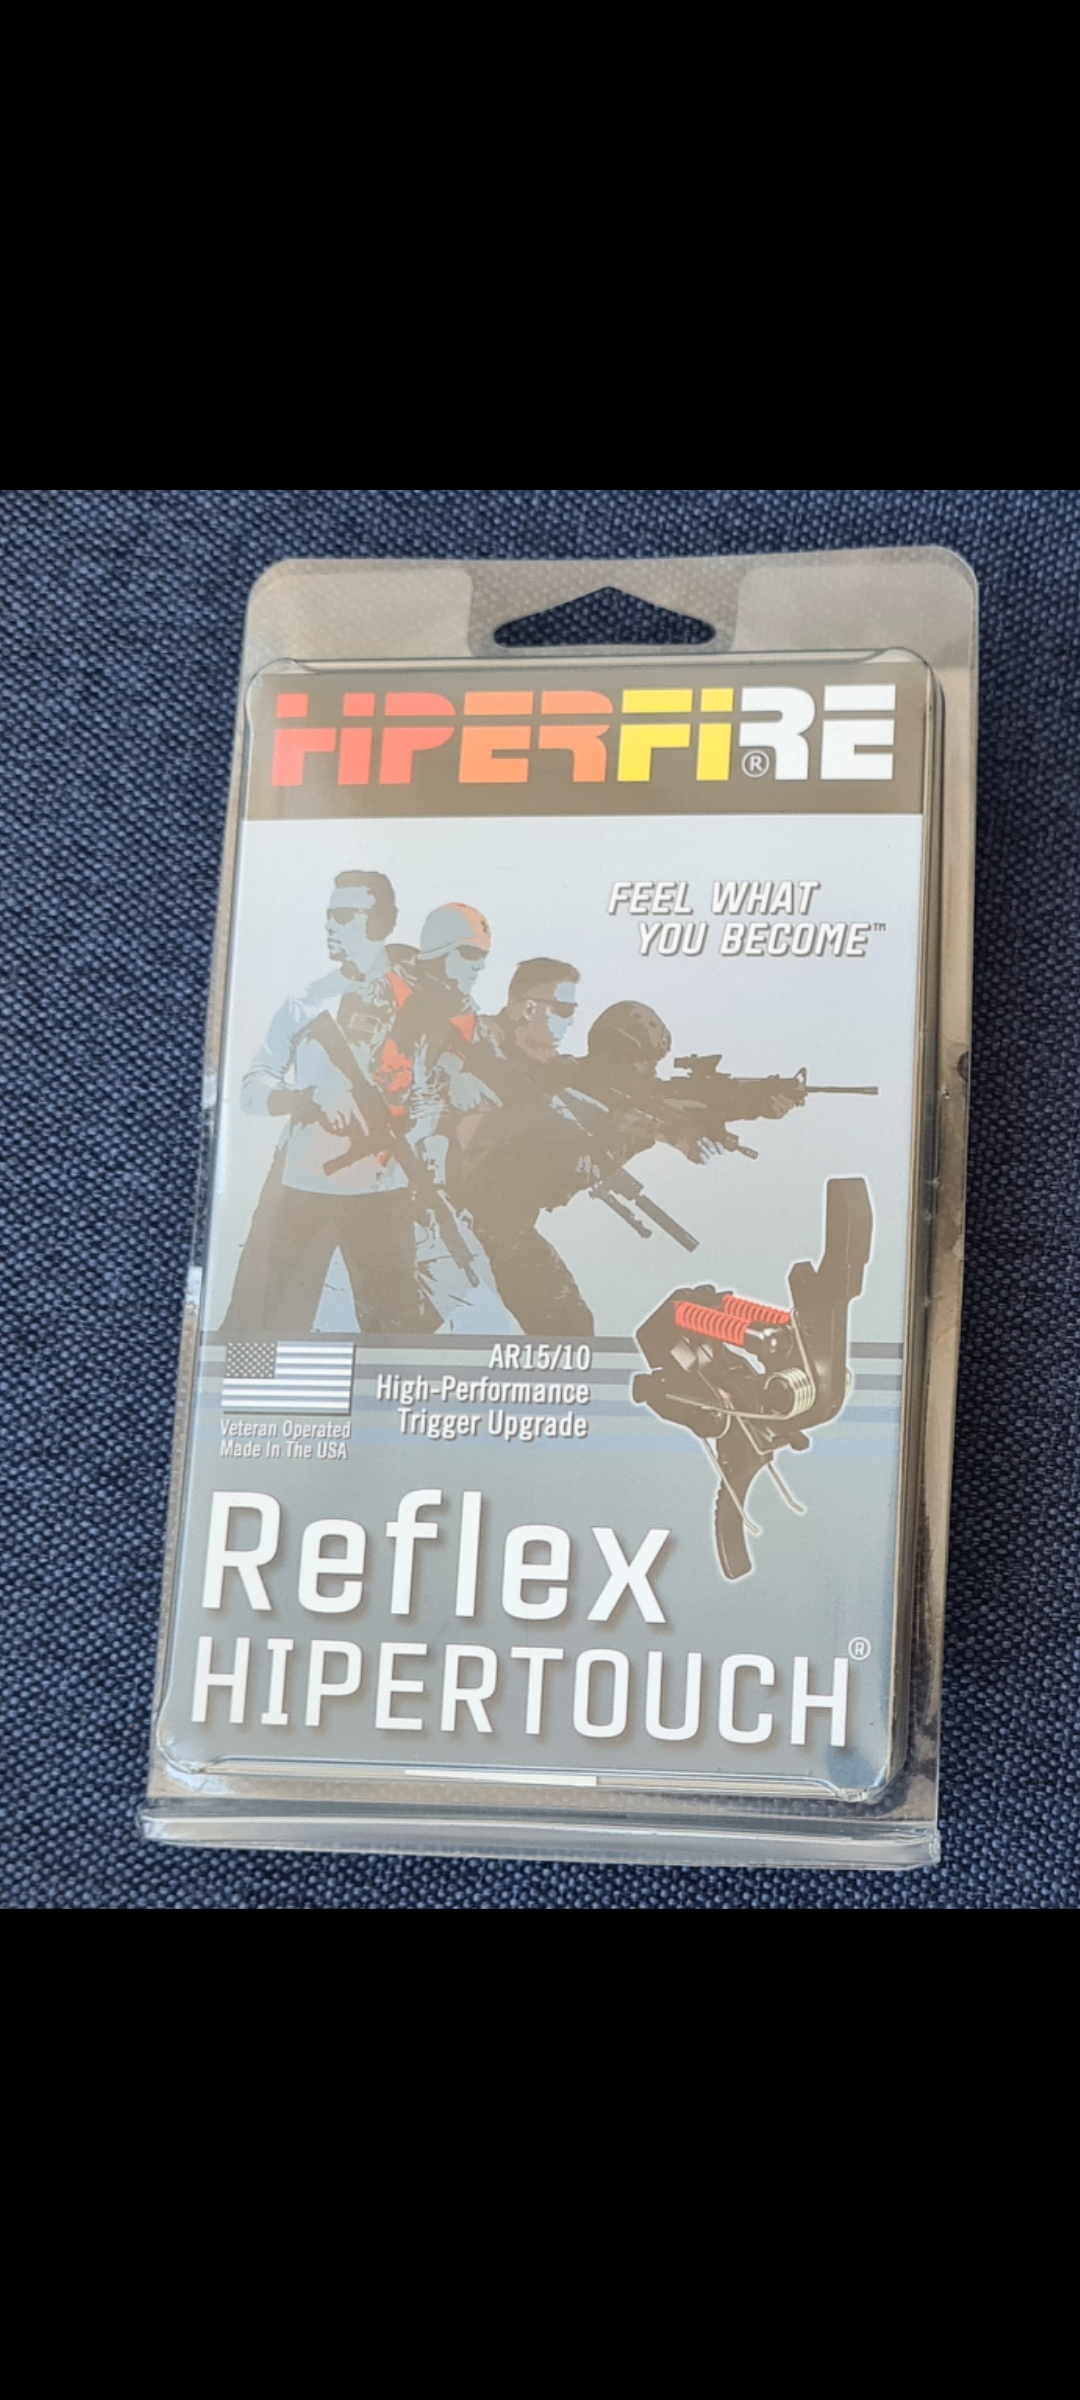 HIPERFIRE®
FEEL WHAT
YOU BECOME™
AR15/10
High-Performance
Trigger Upgrade
Veteran Operated
Made In The USA
Reflex
HIPERTOUCH®